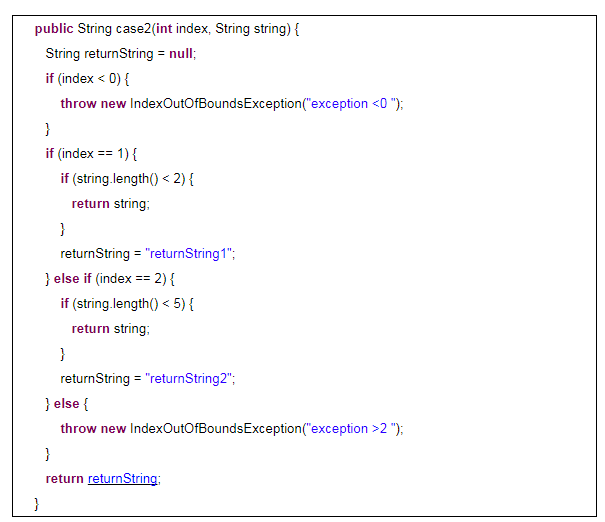 public String case2(int index, String string) {
String returnString = null;
if (index < 0) {
throw new IndexOutOfBoundsException("exception <0 ");
}
if (index == 1) {
if (string.length() < 2) {
return string;
}
returnString = "returnString1";
} else if (index == 2) {
if (string.length() < 5) {
return string;
}
returnString = "returnString2";
} else {
throw new IndexOutOfBoundsException("exception >2 ");
}
return returnString;
}